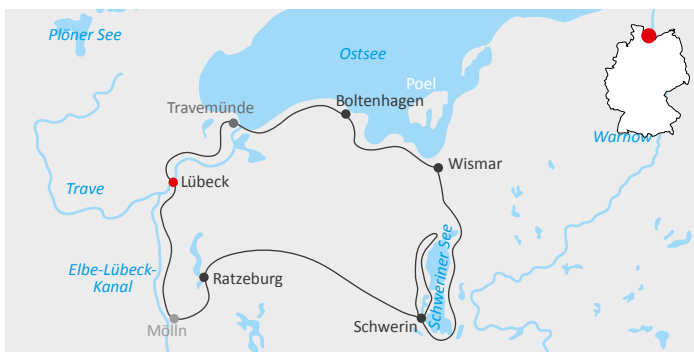 Plöner See
Ostsee
Poel
Boltenhagen
Travemünde
Warnow
Wismar
Lübeck
Trave
Schweriner See
Elbe-Lübeck-
Kanal
Ratzeburg
Mölln
Schwerin